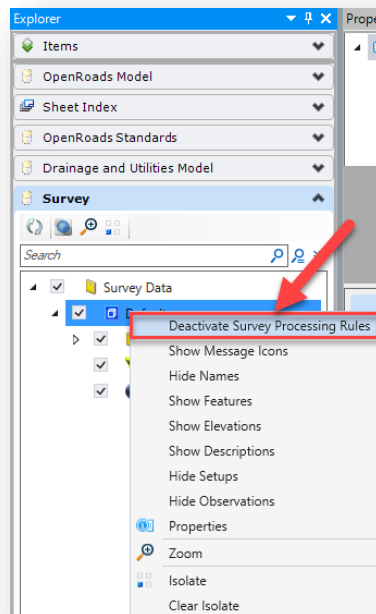 Explorer
Prope
Items
OpenRoads Model
Sheet Index
OpenRoads Standards
Drainage and Utilities Model
Survey
Search
Survey Data
Deactivate Survey Processing Rules
Show Message Icons
Hide Names
Show Features
Show Elevations
Show Descriptions
Hide Setups
Hide Observations
Properties
Zoom
Isolate
Clear Isolate